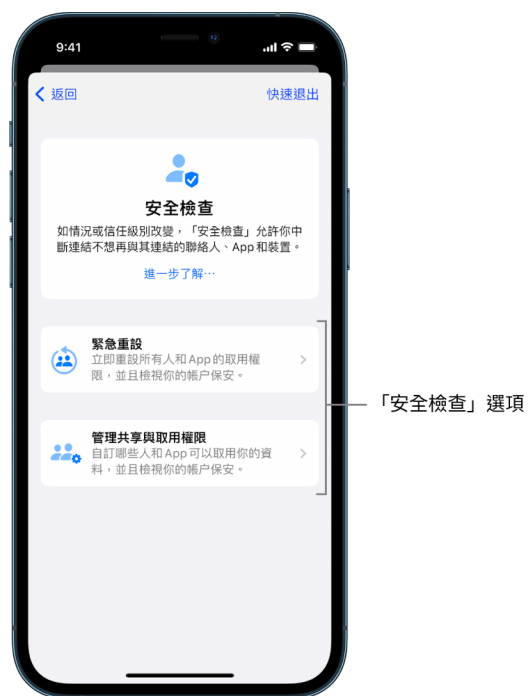 9:41
返回
快速退出
安全檢查
如情況或信任級別改變，「安全檢查」允許你中
斷連結不想再與其連結的聯絡人、App 和裝置。
進一步了解⋯
緊急重設
立即重設所有人和 App 的取用權
限，並且檢視你的帳户保安。
「安全檢查」選項
管理共享與取用權限
自訂哪些人和 App 可以取用你的資
料，並且檢視你的帳户保安。